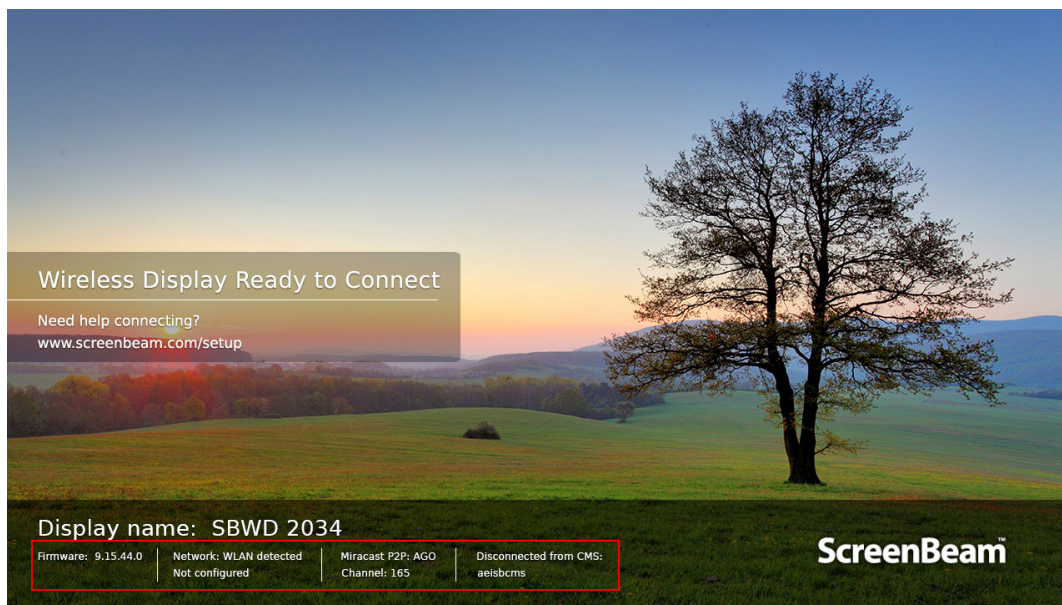 Wireless Display Ready to Connect
Need help connecting?
www.screenbeam.com/setup
Display name: SBWD 2034
Firmware: 9.15.44.0
Network: WLAN detected
Not configured
Miracast P2P: AGO
Channel: 165
Disconnected from CMS:
aeisbcms
ScreenBeam™